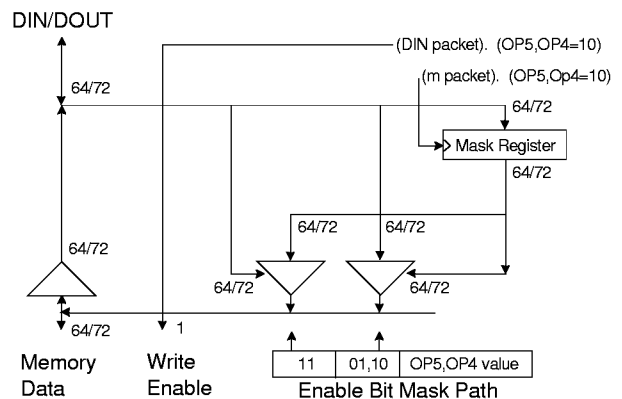 DIN/DOUT
(DIN packet). (OP5,OP4=10)
(m packet). (OP5,Op4=10)
64/72
64/72
Mask Register
64/72
64/72
64/72
64/72
64/72
64/72
64/72
1
Memory Data
Write Enable
11
01,10
OP5,OP4 value
Enable Bit Mask Path